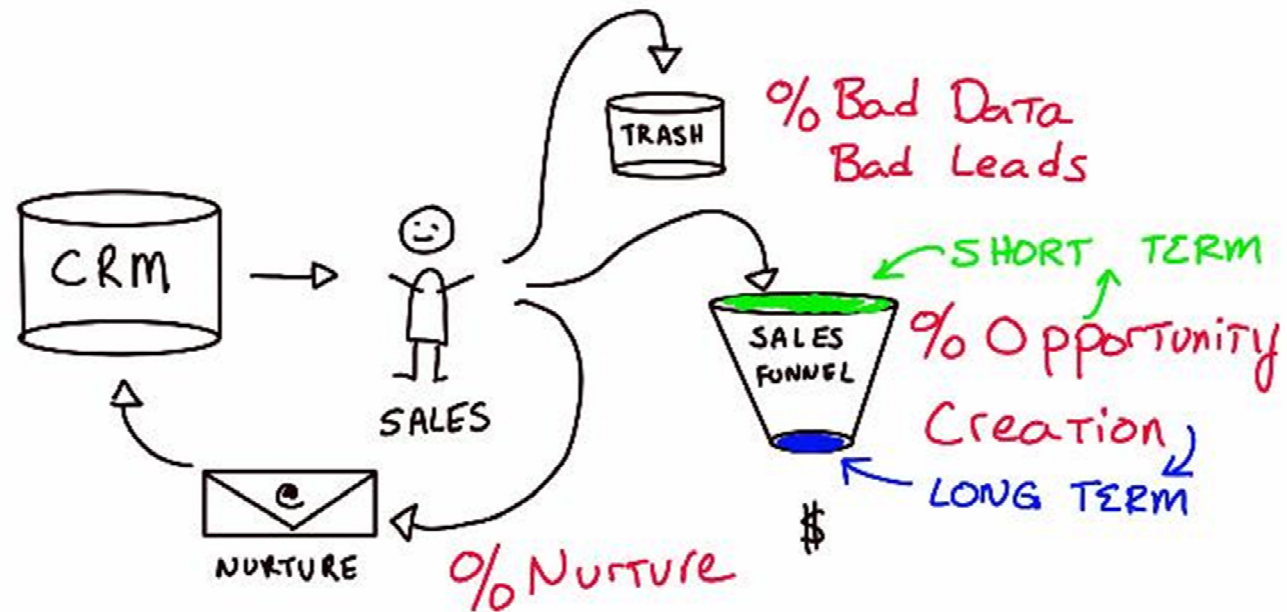 TRASH
% Bad Data
Bad Leads
CRM
SALES
SHORT TERM
SALES
FUNNEL
% Opportunity
Creation
LONG TERM
$
@
NURTURE
% Nurture